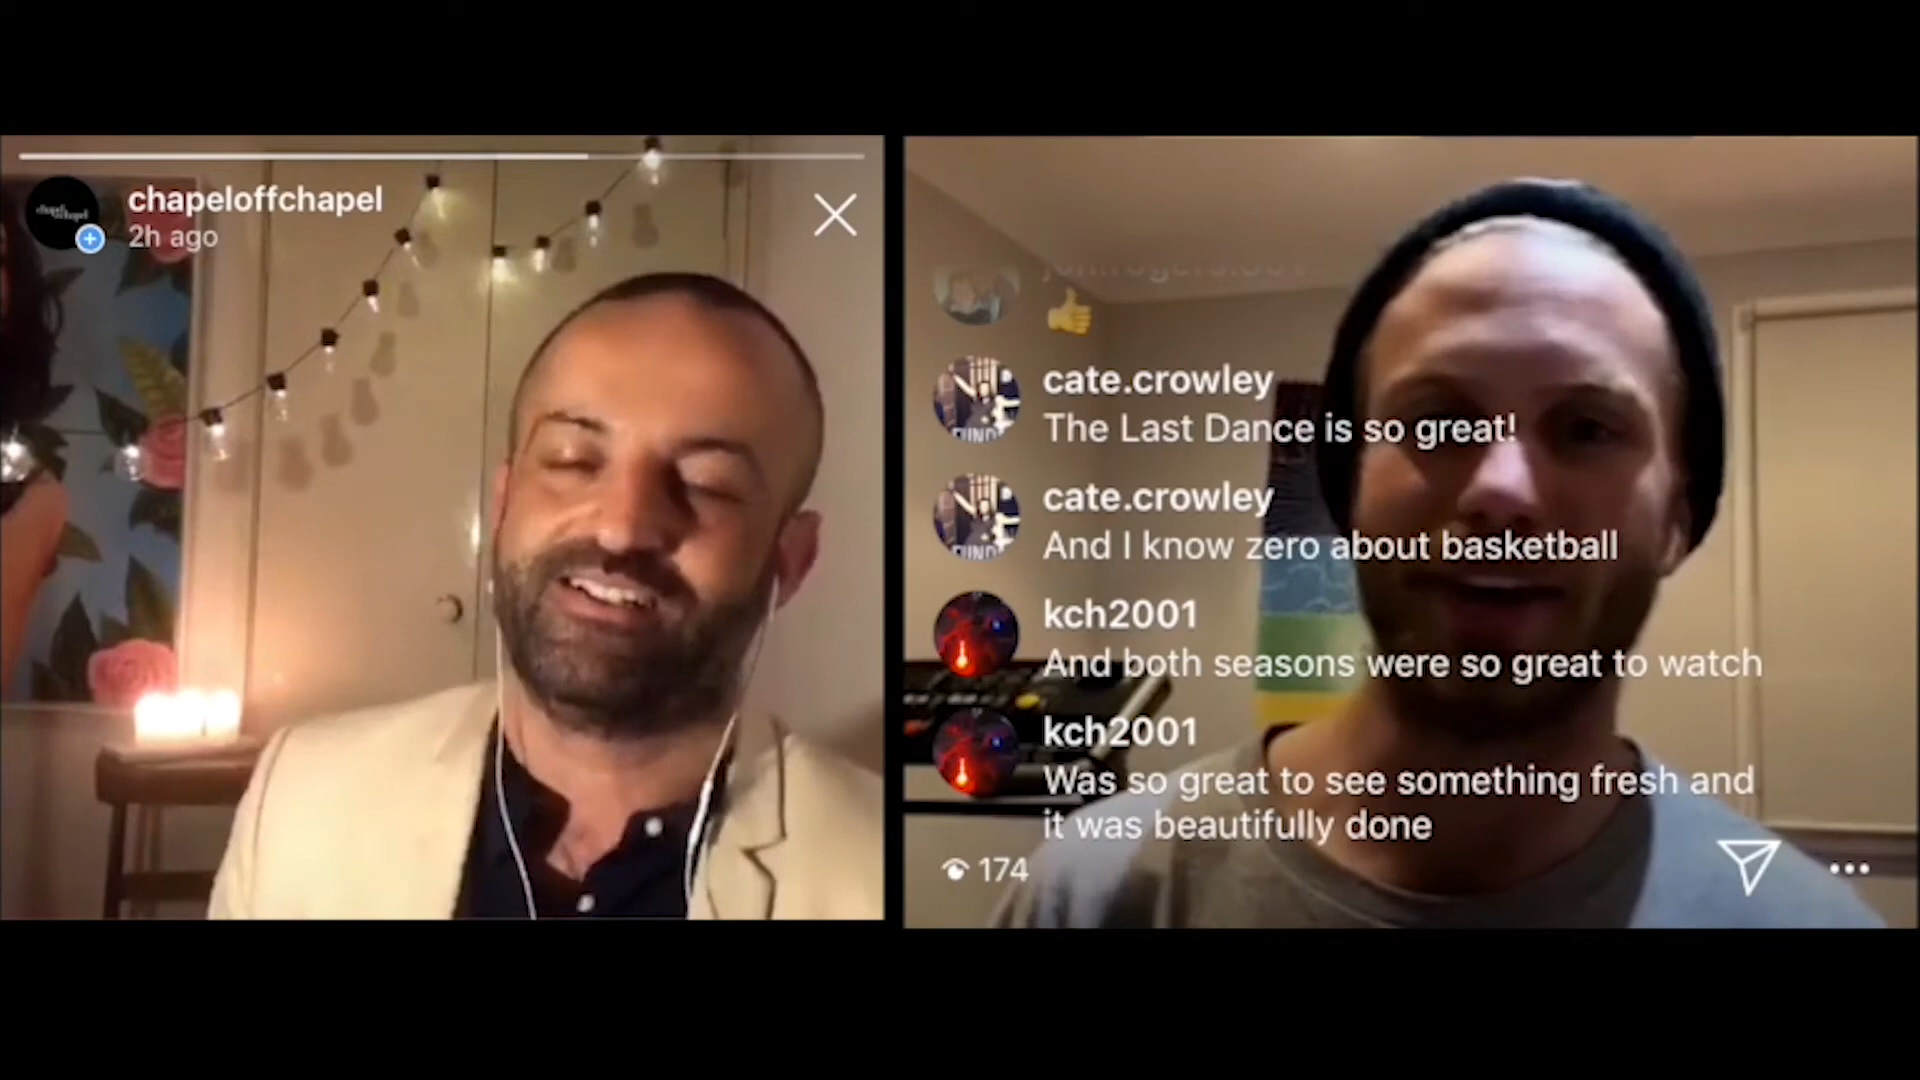 chapeloffchapel
2h ago
cate.crowley
The Last Dance is so great!
cate.crowley
And I know zero about basketball
kch2001
And both seasons were so great to watch
kch2001
Was so great to see something fresh and
it was beautifully done
174